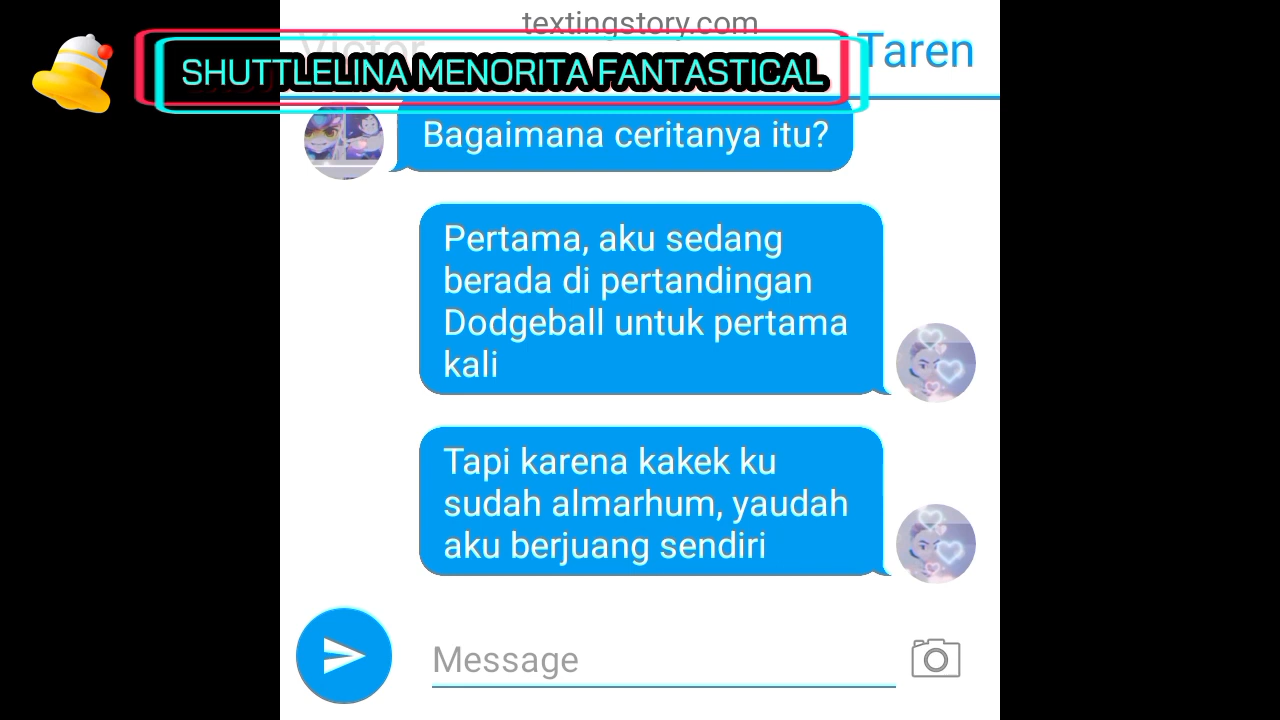 textingstory.com
Victor
Taren
SHUTTLELINA MENORITA FANTASTICAL
Bagaimana ceritanya itu?
Pertama, aku sedang
berada di pertandingan
Dodgeball untuk pertama
kali
Tapi karena kakek ku
sudah almarhum, yaudah
aku berjuang sendiri
Message